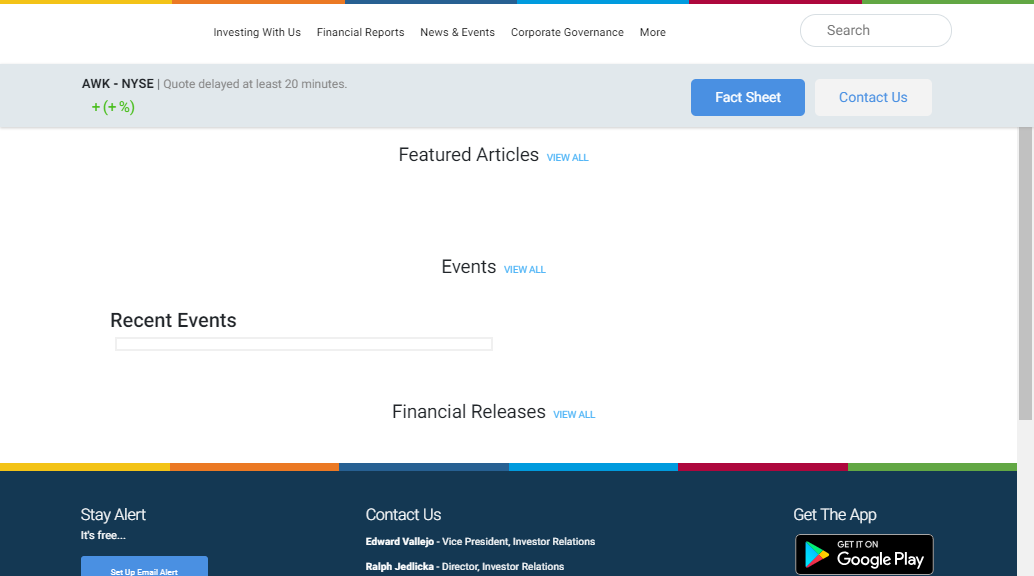 Investing With Us Financial Reports News & Events Corporate Governance More Search
AWK - NYSE | Quote delayed at least 20 minutes.
+ (+ %)
Fact Sheet Contact Us
Featured Articles VIEW ALL
Events VIEW ALL
Recent Events
Financial Releases VIEW ALL
Stay Alert
It's free...
Set Up Email Alert
Contact Us
Edward Vallejo - Vice President, Investor Relations
Ralph Jedlicka - Director, Investor Relations
Get The App
GET IT ON
Google Play